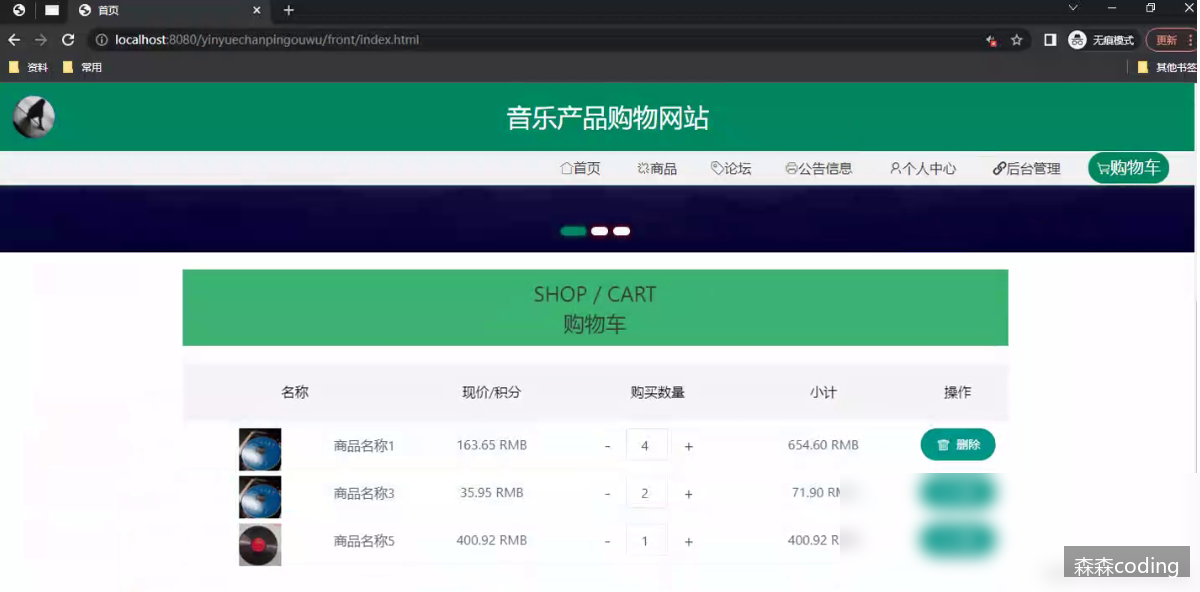 首页
localhost:8080/yinyuechanpingouwu/front/index.html
无痕模式
更新
资料
常用
其他书签
音乐产品购物网站
首页
商品
论坛
公告信息
个人中心
后台管理
购物车
SHOP / CART
购物车
名称 现价/积分 购买数量 小计 操作
商品名称1 163.65 RMB - 4 + 654.60 RMB 删除
商品名称3 35.95 RMB - 2 + 71.90
商品名称5 400.92 RMB - 1 + 400.92
森森coding